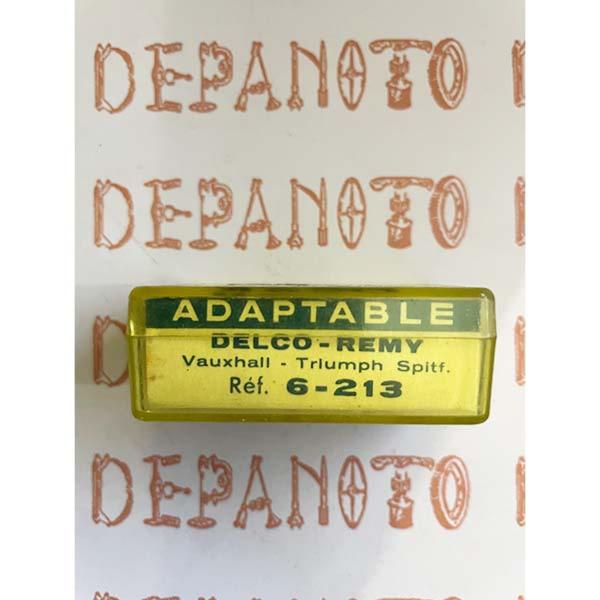 DEPANOTO
DEPANOTO
ADAPTABLE
DELCO-REMY
Vauxhall - Triumph Spitf.
Réf. 6-213
DEPANOTO